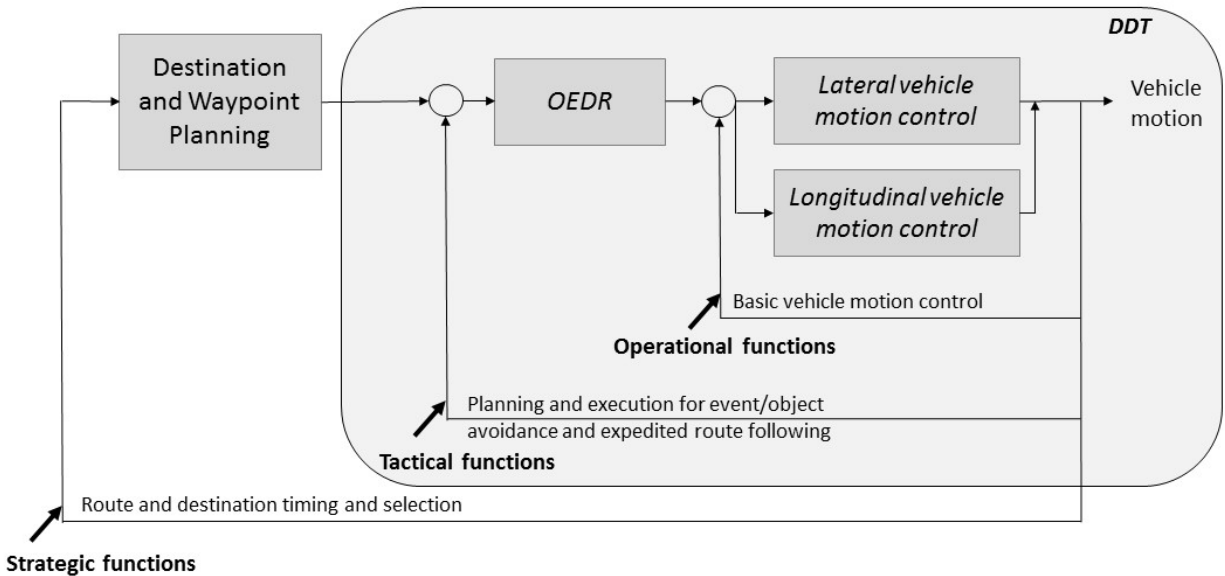 DDT
Destination
and Waypoint
Planning
OEDR
Lateral vehicle
motion control
Vehicle
motion
Longitudinal vehicle
motion control
Basic vehicle motion control
Operational functions
Planning and execution for event/object
avoidance and expedited route following
Tactical functions
Route and destination timing and selection
Strategic functions